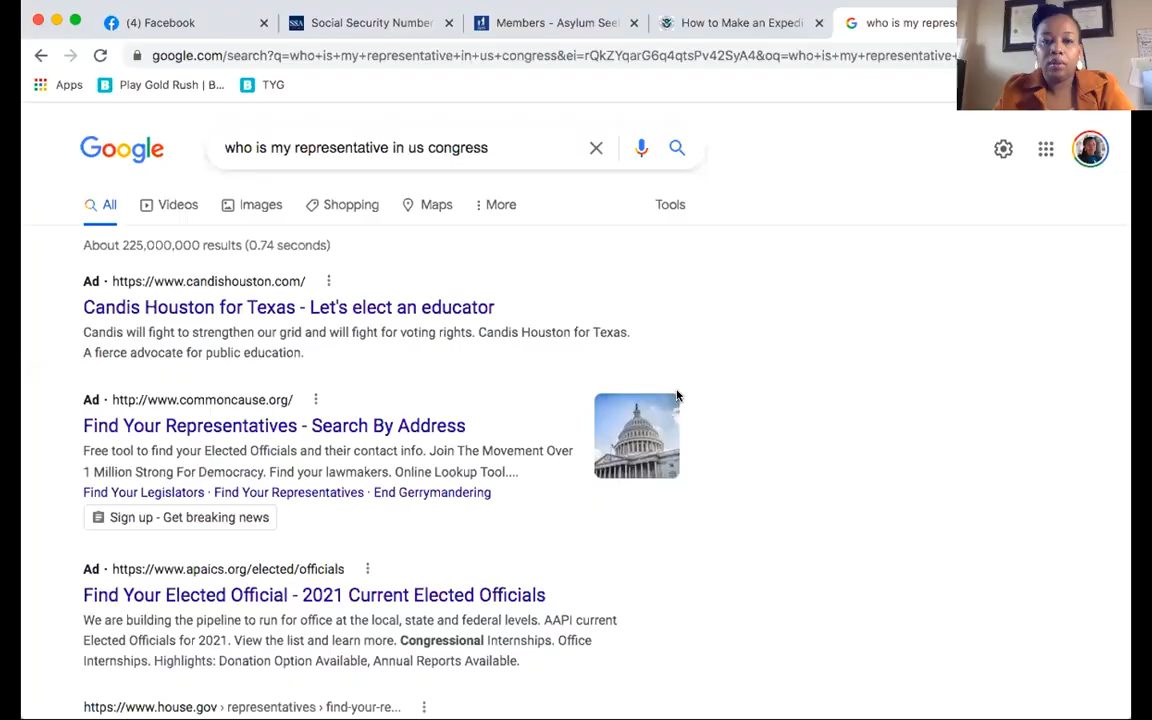 (4) Facebook
Social Security Number
Members - Asylum See
How to Make an Expedi
who is my repres
google.com/search?q=who+is+my+representative+in+us+congress&ei=rQkZYqarG6q4qtsPv42SyA4&oq=who+is+my+representative+
Apps
Play Gold Rush | B...
TYG
Google
who is my representative in us congress
All
Videos
Images
Shopping
Maps
More
Tools
About 225,000,000 results (0.74 seconds)
Ad · https://www.candishouston.com/
Candis Houston for Texas - Let's elect an educator
Candis will fight to strengthen our grid and will fight for voting rights. Candis Houston for Texas.
A fierce advocate for public education.
Ad · http://www.commoncause.org/
Find Your Representatives - Search By Address
Free tool to find your Elected Officials and their contact info. Join The Movement Over
1 Million Strong For Democracy. Find your lawmakers. Online Lookup Tool....
Find Your Legislators · Find Your Representatives · End Gerrymandering
Sign up - Get breaking news
Ad · https://www.apaics.org/elected/officials
Find Your Elected Official - 2021 Current Elected Officials
We are building the pipeline to run for office at the local, state and federal levels. AAPI current
Elected Officials for 2021. View the list and learn more. Congressional Internships. Office
Internships. Highlights: Donation Option Available, Annual Reports Available.
https://www.house.gov › representatives › find-your-re...